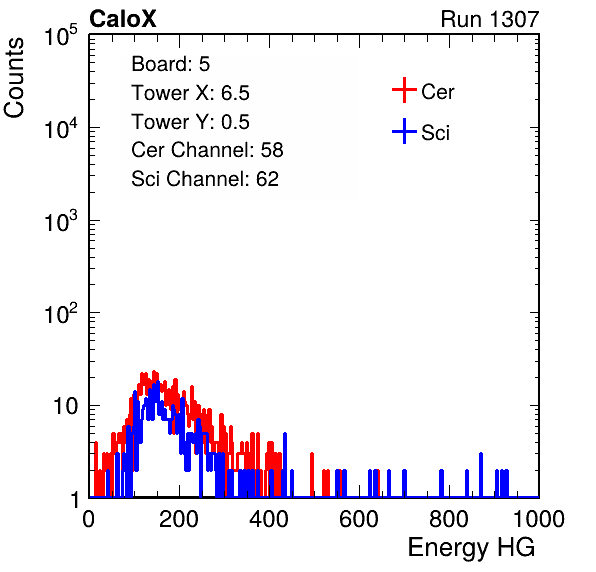 CaloX Run 1307
Counts
Board: 5
Tower X: 6.5
Tower Y: 0.5
Cer Channel: 58
Sci Channel: 62
Cer
Sci
10^5
10^4
10^3
10^2
10
1
0 200 400 600 800 1000
Energy HG